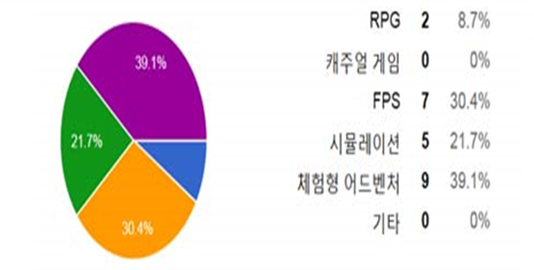 39.1%
21.7%
30.4%
RPG 2 8.7%
캐주얼 게임 0 0%
FPS 7 30.4%
시뮬레이션 5 21.7%
체험형 어드벤처 9 39.1%
기타 0 0%